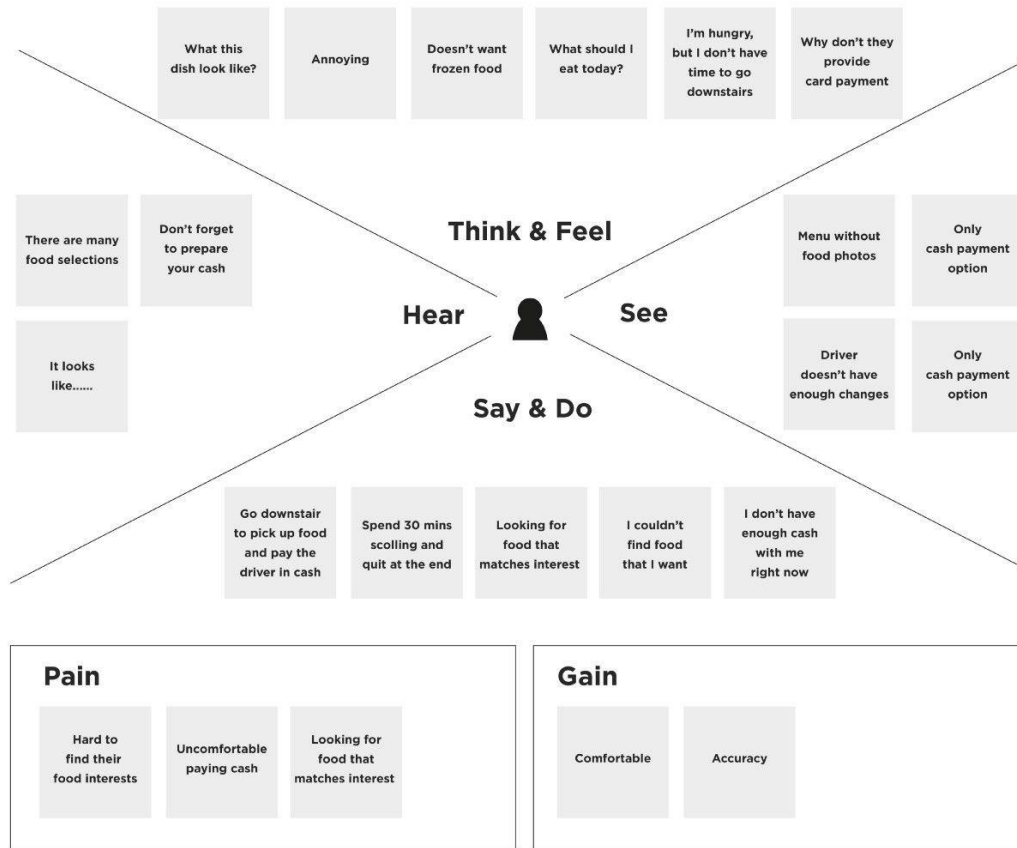 What this
dish look like?
Annoying
Doesn't want
frozen food
What should I
eat today?
I'm hungry,
but I don't have
time to go
downstairs
Why don't they
provide
card payment
Think & Feel
There are many
food selections
Don't forget
to prepare
your cash
It looks
like......
Hear
See
Menu without
food photos
Only
cash payment
option
Driver
doesn't have
enough changes
Only
cash payment
option
Say & Do
Go downstair
to pick up food
and pay the
driver in cash
Spend 30 mins
scolling and
quit at the end
Looking for
food that
matches interest
I couldn't
find food
that I want
I don't have
enough cash
with me
right now
Pain
Hard to
find their
food interests
Uncomfortable
paying cash
Looking for
food that
matches interest
Gain
Comfortable
Accuracy